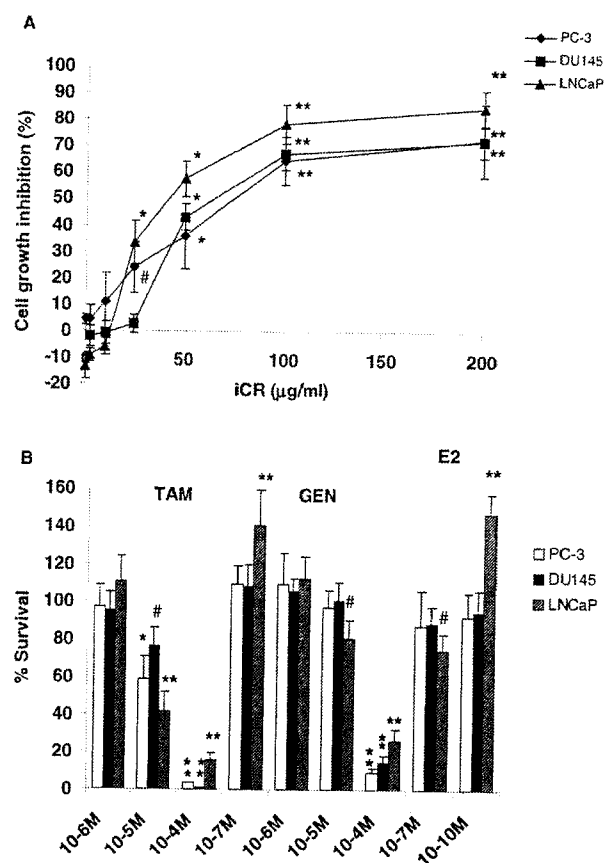 A
PC-3
DU145
LNCaP
Cell growth inhibition (%)
100
90
80
70
60
50
40
30
20
10
0
-10
-20
** ** ** ** ** **
* * * * #
50 100 150 200
iCR (µg/ml)
B
TAM GEN E2
PC-3
DU145
LNCaP
% Survival
160
140
120
100
80
60
40
20
0
* # ** ** ** ** ** # ** ** ** # **
10-6M 10-5M 10-4M 10-7M 10-6M 10-5M 10-4M 10-7M 10-10M